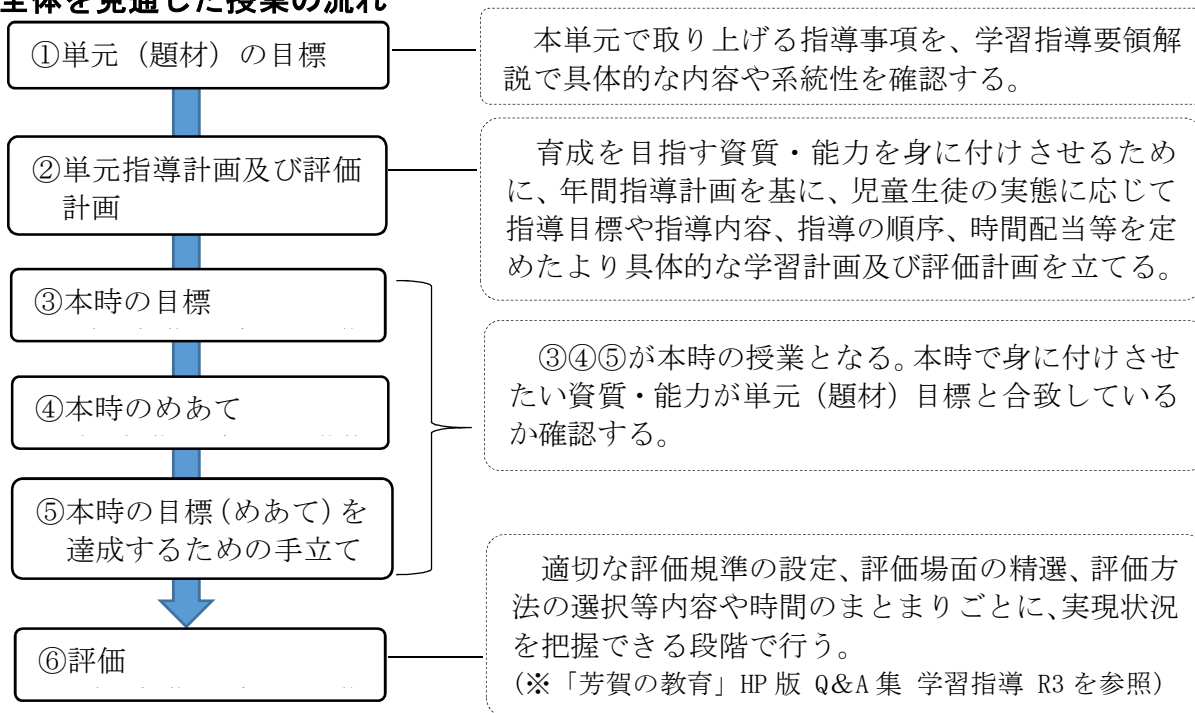 全体を見通した授業の流れ
①単元（題材）の目標
本単元で取り上げる指導事項を、学習指導要領解
説で具体的な内容や系統性を確認する。
②単元指導計画及び評価
計画
育成を目指す資質・能力を身に付けさせるため
に、年間指導計画を基に、児童生徒の実態に応じて
指導目標や指導内容、指導の順序、時間配当等を定
めたより具体的な学習計画及び評価計画を立てる。
③本時の目標
④本時のめあて
⑤本時の目標(めあて)を
達成するための手立て
③④⑤が本時の授業となる。本時で身に付けさせ
たい資質・能力が単元（題材）目標と合致している
か確認する。
⑥評価
適切な評価規準の設定、評価場面の精選、評価方
法の選択等内容や時間のまとまりごとに、実現状況
を把握できる段階で行う。
(※「芳賀の教育」HP版 Q&A集 学習指導 R3を参照)